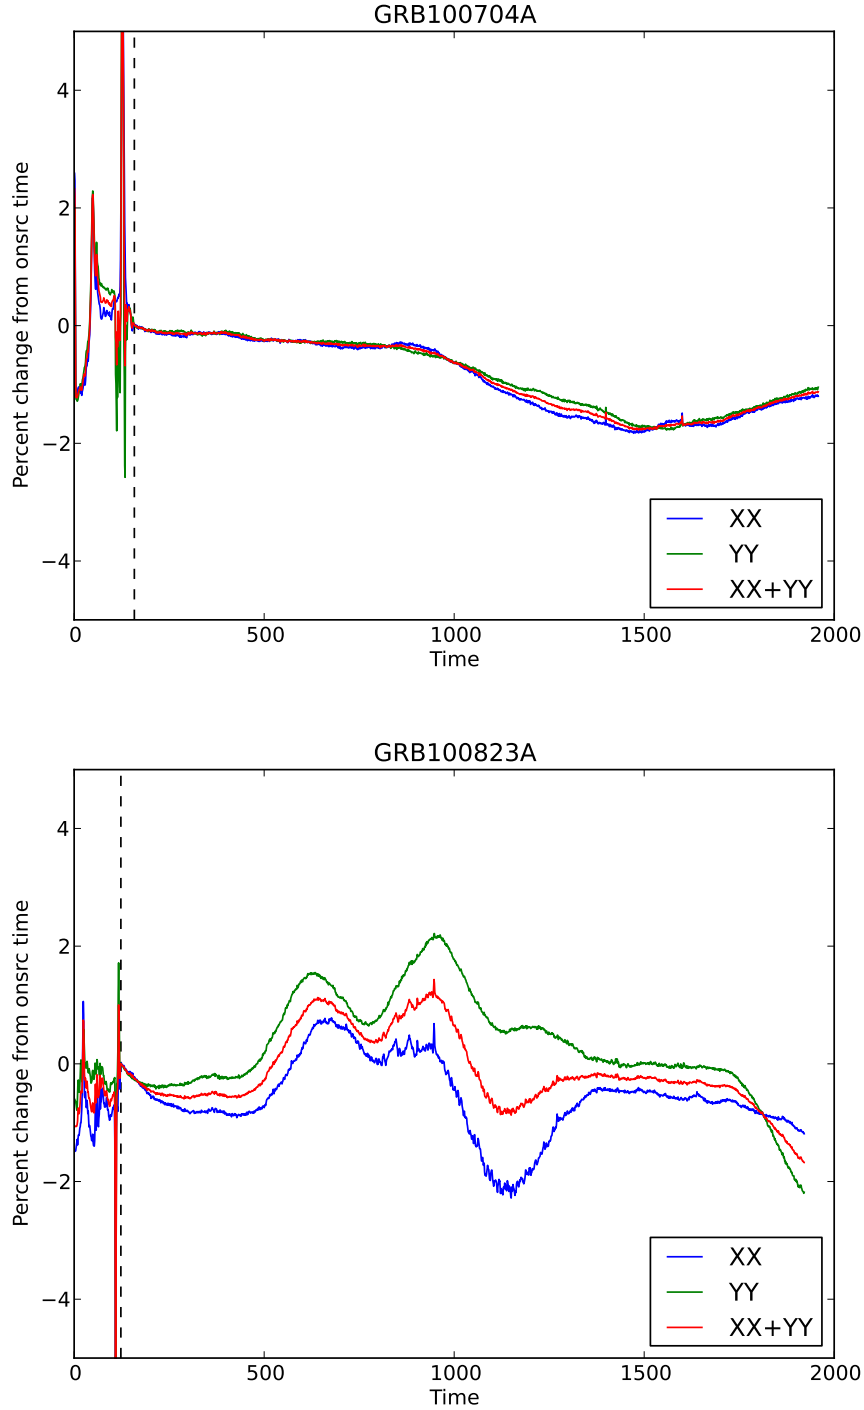 GRB100704A
Percent change from onsrc time
4
2
0
−2
−4
XX
YY
XX+YY
0 500 1000 1500 2000
Time
GRB100823A
Percent change from onsrc time
4
2
0
−2
−4
XX
YY
XX+YY
0 500 1000 1500 2000
Time